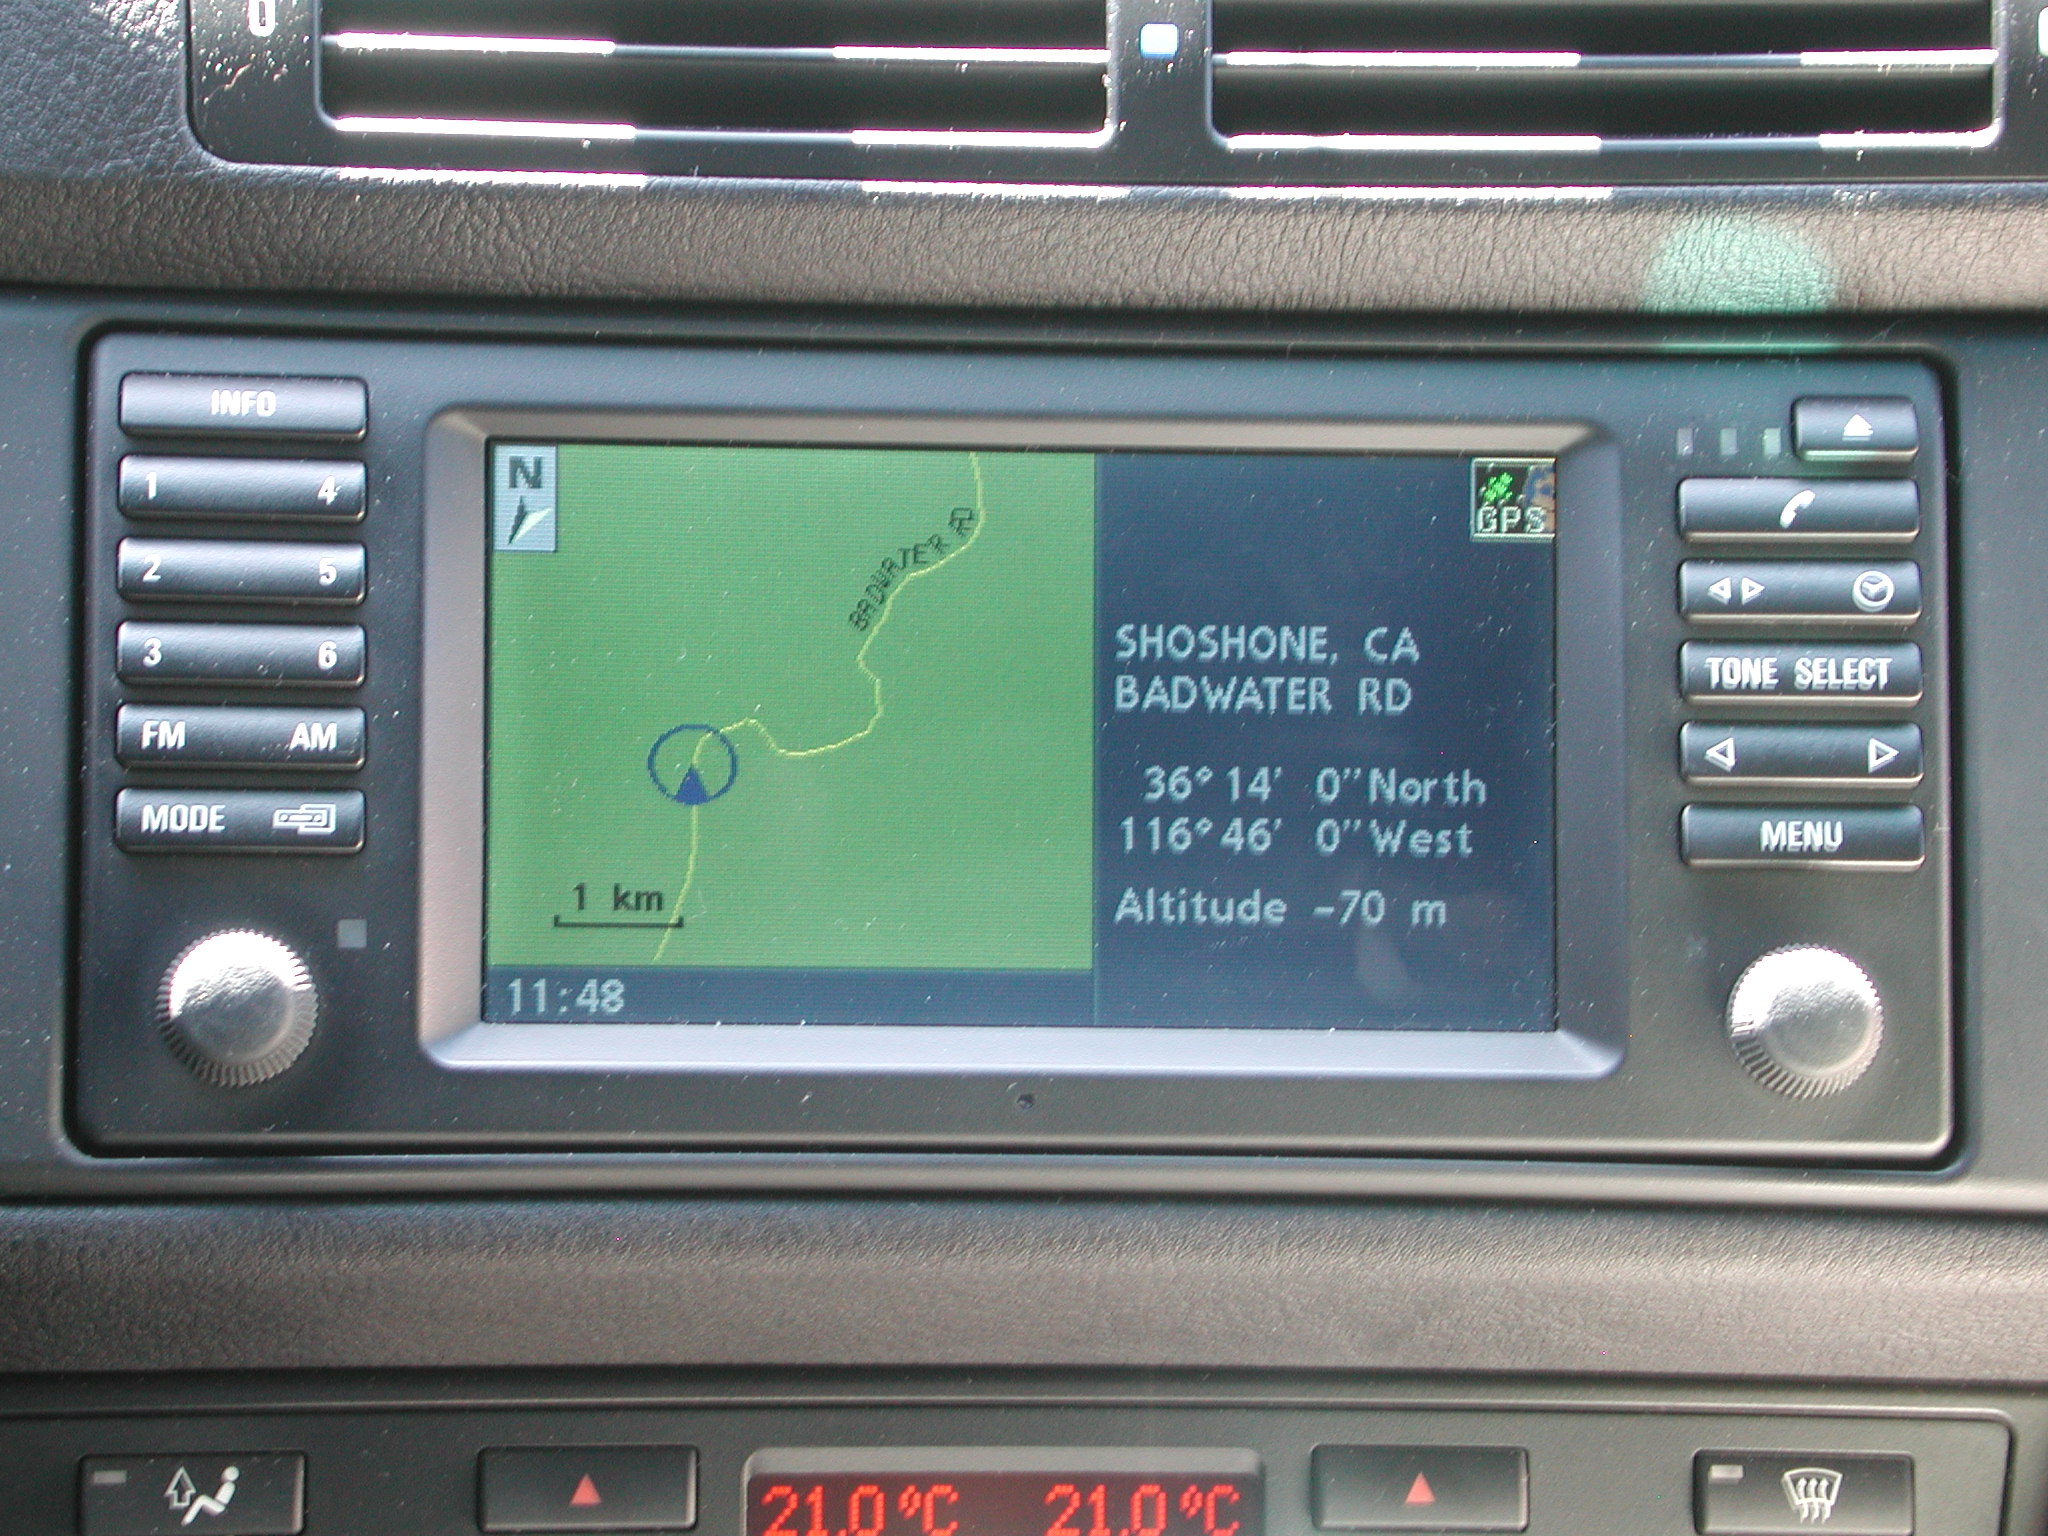 0
INFO
1 4
2 5
3 6
FM AM
MODE
N
BADWATER RD
1 km
11:48
GPS
SHOSHONE, CA
BADWATER RD
36° 14' 0" North
116° 46' 0" West
Altitude -70 m
TONE SELECT
MENU
21.0°C 21.0°C